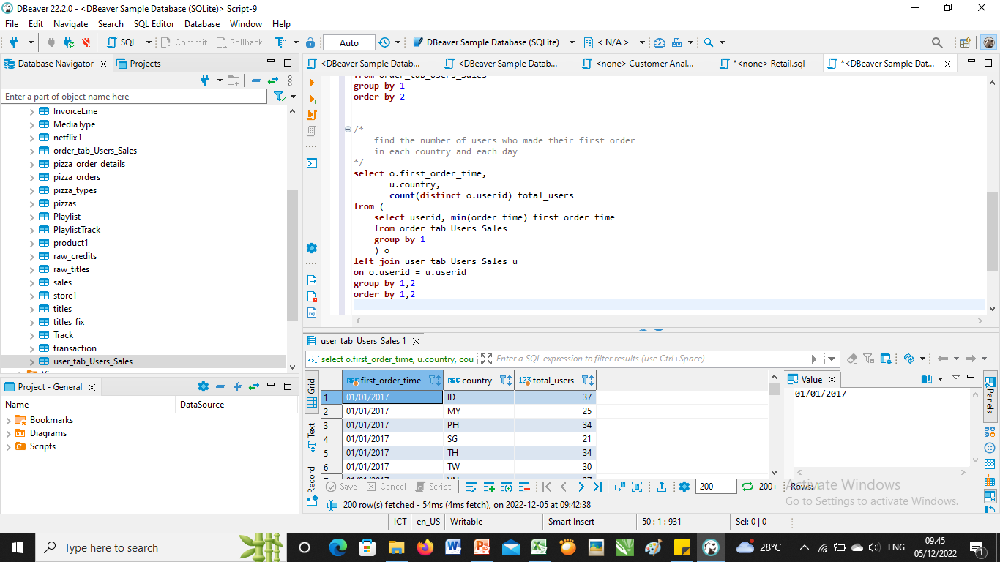 DBeaver 22.2.0 - <DBeaver Sample Database (SQLite)> Script-9
File Edit Navigate Search SQL Editor Database Window Help
SQL Commit Rollback Auto DBeaver Sample Database (SQLite) < N/A >
Database Navigator Projects
<DBeaver Sample Datab... <DBeaver Sample Datab... <none> Customer Anal... *<none> Retail.sql *<DBeaver Sample Dat...
Enter a part of object name here
InvoiceLine
MediaType
netflix1
order_tab_Users_Sales
pizza_order_details
pizza_orders
pizza_types
pizzas
Playlist
PlaylistTrack
product1
raw_credits
raw_titles
sales
store1
titles
titles_fix
Track
transaction
user_tab_Users_Sales
from order_tab_Users_Sales
group by 1
order by 2
/*
find the number of users who made their first order
in each country and each day
*/
select o.first_order_time,
u.country,
count(distinct o.userid) total_users
from (
select userid, min(order_time) first_order_time
from order_tab_Users_Sales
group by 1
) o
left join user_tab_Users_Sales u
on o.userid = u.userid
group by 1,2
order by 1,2
Project - General
Name DataSource
Bookmarks
Diagrams
Scripts
user_tab_Users_Sales 1
select o.first_order_time, u.country, cou Enter a SQL expression to filter results (use Ctrl+Space)
Grid
Text
Record
ABC first_order_time ABC country 123 total_users
1 01/01/2017 ID 37
2 01/01/2017 MY 25
3 01/01/2017 PH 34
4 01/01/2017 SG 21
5 01/01/2017 TH 34
6 01/01/2017 TW 30
Value
01/01/2017
Panels
Save Cancel Script 200 200+ Rows: 1
200 row(s) fetched - 54ms (4ms fetch), on 2022-12-05 at 09:42:38
Activate Windows
Go to Settings to activate Windows.
ICT en_US Writable Smart Insert 50 : 1 : 931 Sel: 0 | 0
Type here to search
28°C ENG
09.45
05/12/2022
1